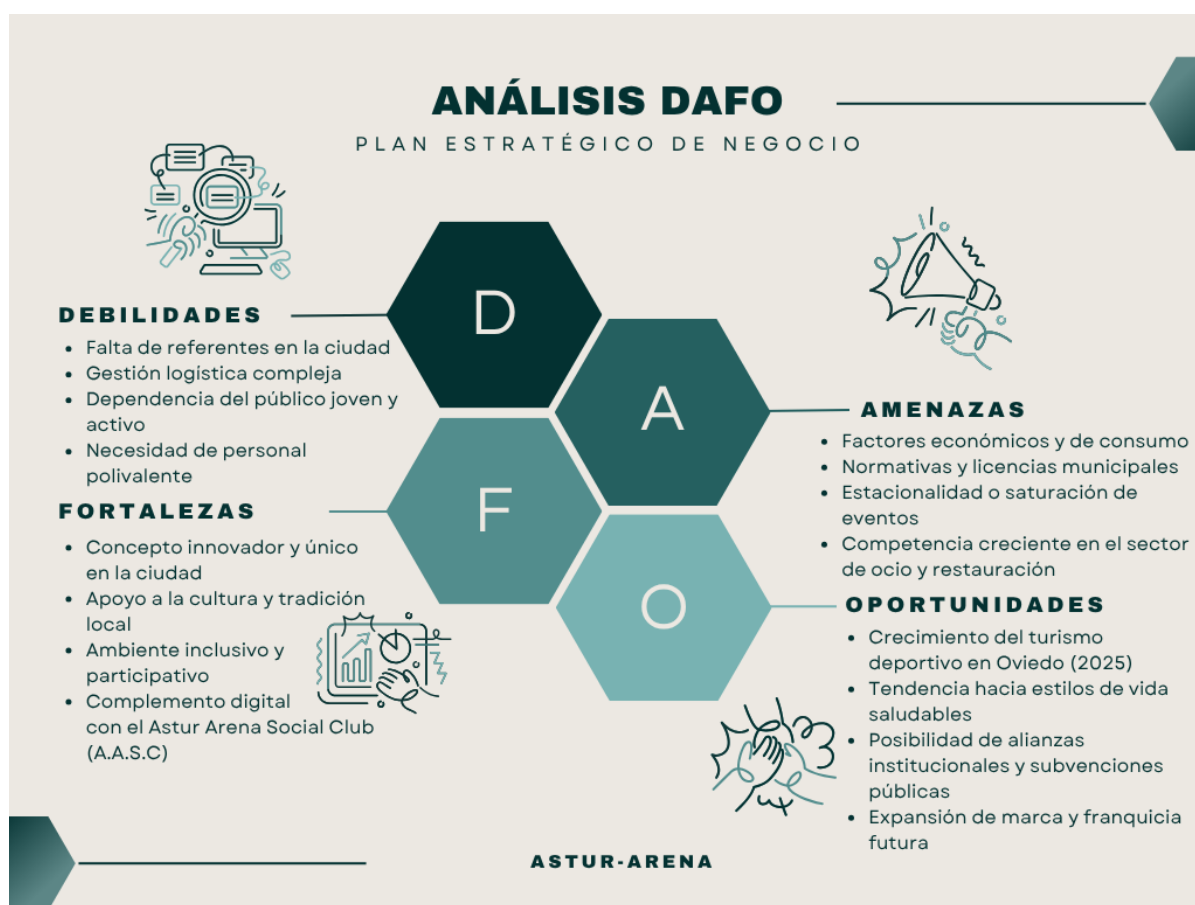 ANÁLISIS DAFO
PLAN ESTRATÉGICO DE NEGOCIO
D
A
F
O
DEBILIDADES
• Falta de referentes en la ciudad
• Gestión logística compleja
• Dependencia del público joven y
activo
• Necesidad de personal
polivalente
FORTALEZAS
• Concepto innovador y único
en la ciudad
• Apoyo a la cultura y tradición
local
• Ambiente inclusivo y
participativo
• Complemento digital
con el Astur Arena Social Club
(A.A.S.C)
AMENAZAS
• Factores económicos y de consumo
• Normativas y licencias municipales
• Estacionalidad o saturación de
eventos
• Competencia creciente en el sector
de ocio y restauración
OPORTUNIDADES
• Crecimiento del turismo
deportivo en Oviedo (2025)
• Tendencia hacia estilos de vida
saludables
• Posibilidad de alianzas
institucionales y subvenciones
públicas
• Expansión de marca y franquicia
futura
ASTUR-ARENA